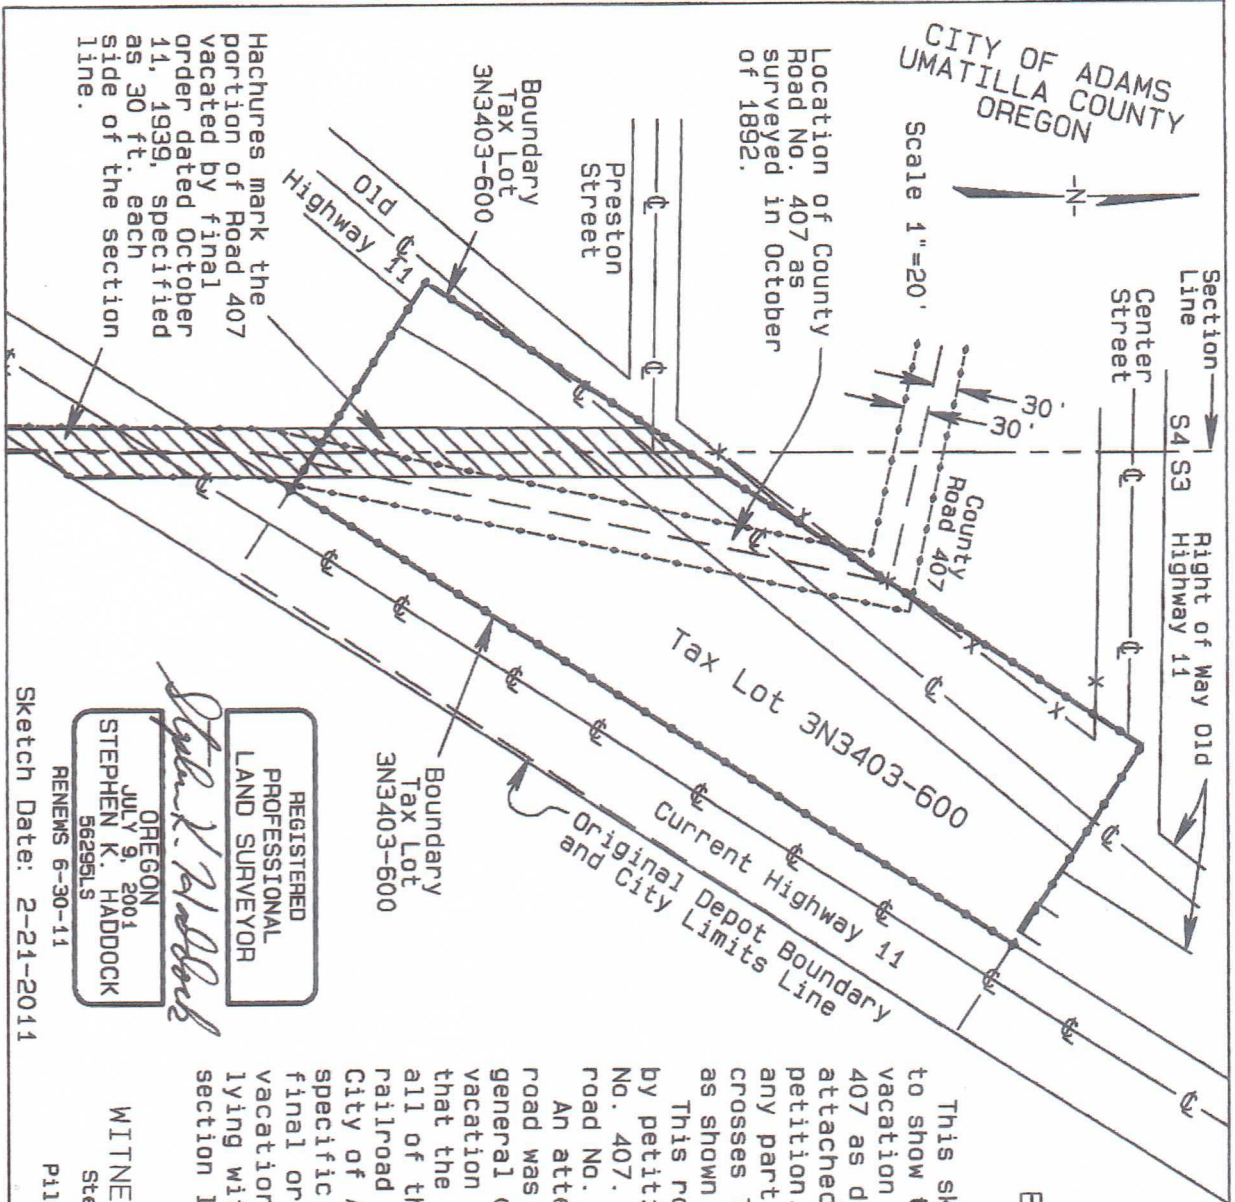 CITY OF ADAMS
UMATILLA COUNTY
OREGON
-N-
Scale 1"=20'
Section
Line
Center
Street
S4 S3
Right of Way Old
Highway 11
30'
30'
County
Road 407
Location of County
Road No. 407 as
surveyed in October
of 1892.
Preston
Street
Boundary
Tax Lot
3N3403-600
Old
Highway 11
Hachures mark the
portion of Road 407
vacated by final
order dated October
11, 1939, specified
as 30 ft. each
side of the section
line.
Tax Lot 3N3403-600
Current Highway 11
Original Depot Boundary
and City Limits Line
Boundary
Tax Lot
3N3403-600
REGISTERED
PROFESSIONAL
LAND SURVEYOR
Stephen K. Haddock
OREGON
JULY 9, 2001
STEPHEN K. HADDOCK
56295LS
RENEWS 6-30-11
Sketch Date: 2-21-2011
E
This sk
to show t
vacation
407 as d
attached
petition
any part
crosses T
as shown
This ro
by petiti
No. 407.
road No.
An atte
road was
general c
vacation
that the
all of th
railroad
City of A
specific
final or
vacation
lying wit
section l
WITNE
Ste
Pil